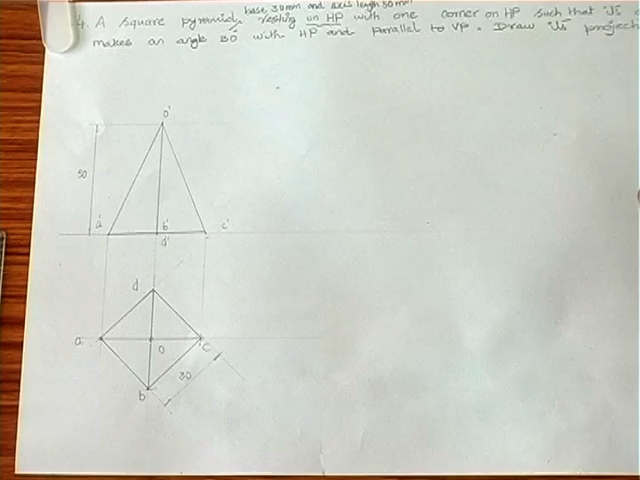 base 30mm and axis length 50mm
4. A square pyramid, resting on HP with one corner on HP such that its
makes an angle 30° with HP and parallel to VP. Draw its
o'
50
a' b' c'
d'
d
a o c
30
b